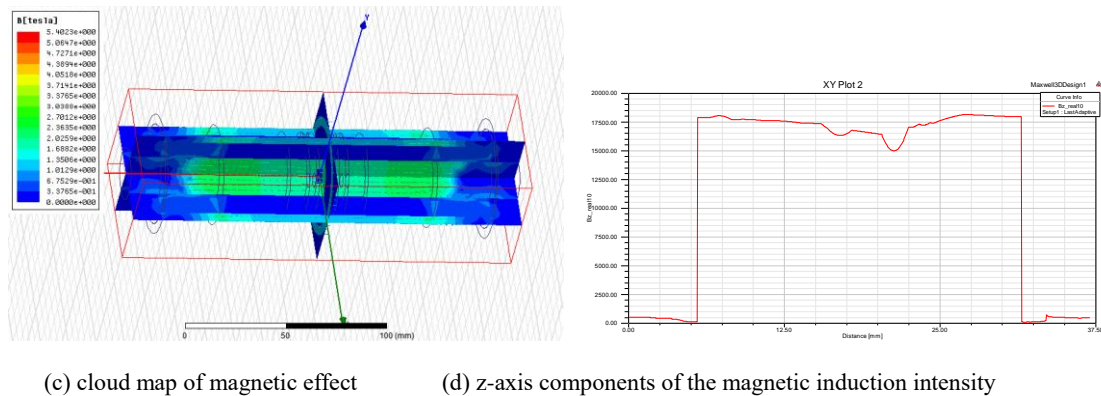 B[tesla]
5.4023e+000
5.0647e+000
4.7271e+000
4.3894e+000
4.0518e+000
3.7141e+000
3.3765e+000
3.0388e+000
2.7012e+000
2.3635e+000
2.0259e+000
1.6882e+000
1.3506e+000
1.0129e+000
6.7529e-001
3.3765e-001
0.0000e+000
Y
0 50 100 (mm)
XY Plot 2
Maxwell3DDesign1
Curve Info
Bz_real10
Setup1 : LastAdaptive
20000.00
17500.00
15000.00
12500.00
10000.00
7500.00
5000.00
2500.00
0.00
Bz_real10
0.00 12.50 25.00 37.50
Distance [mm]
(c) cloud map of magnetic effect
(d) z-axis components of the magnetic induction intensity